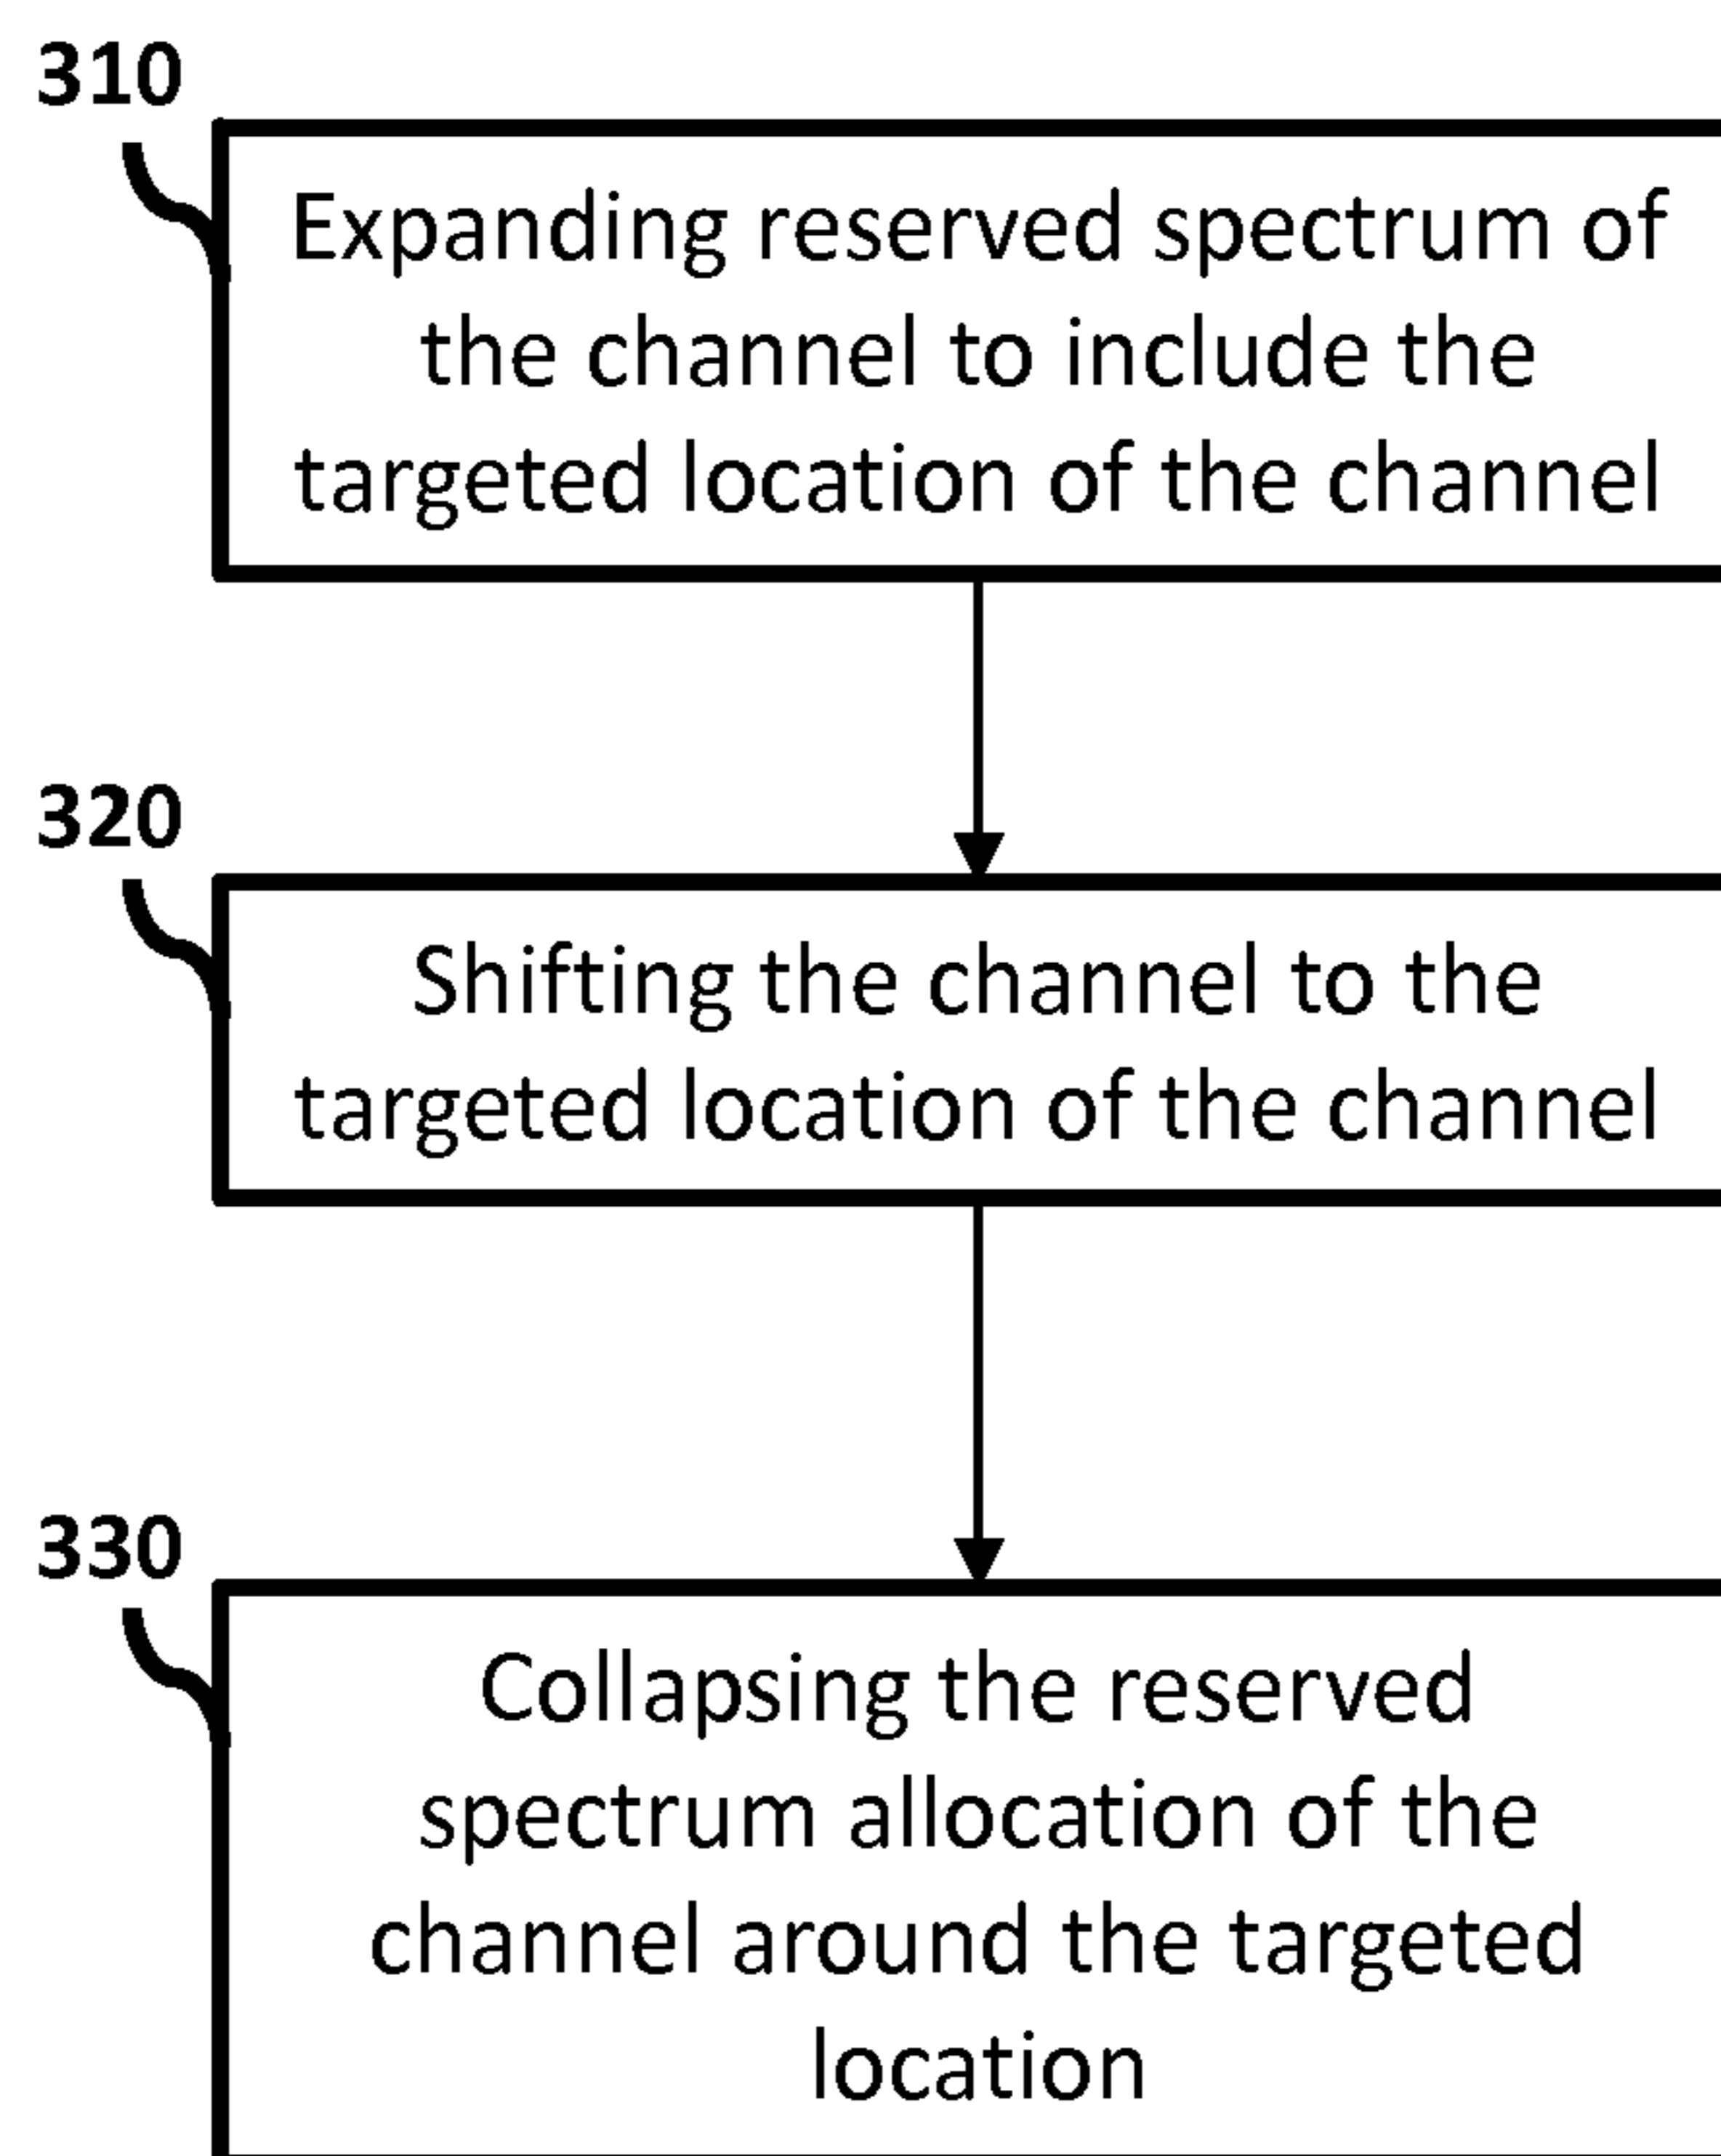 310
Expanding reserved spectrum of
the channel to include the
targeted location of the channel
320
Shifting the channel to the
targeted location of the channel
330
Collapsing the reserved
spectrum allocation of the
channel around the targeted
location